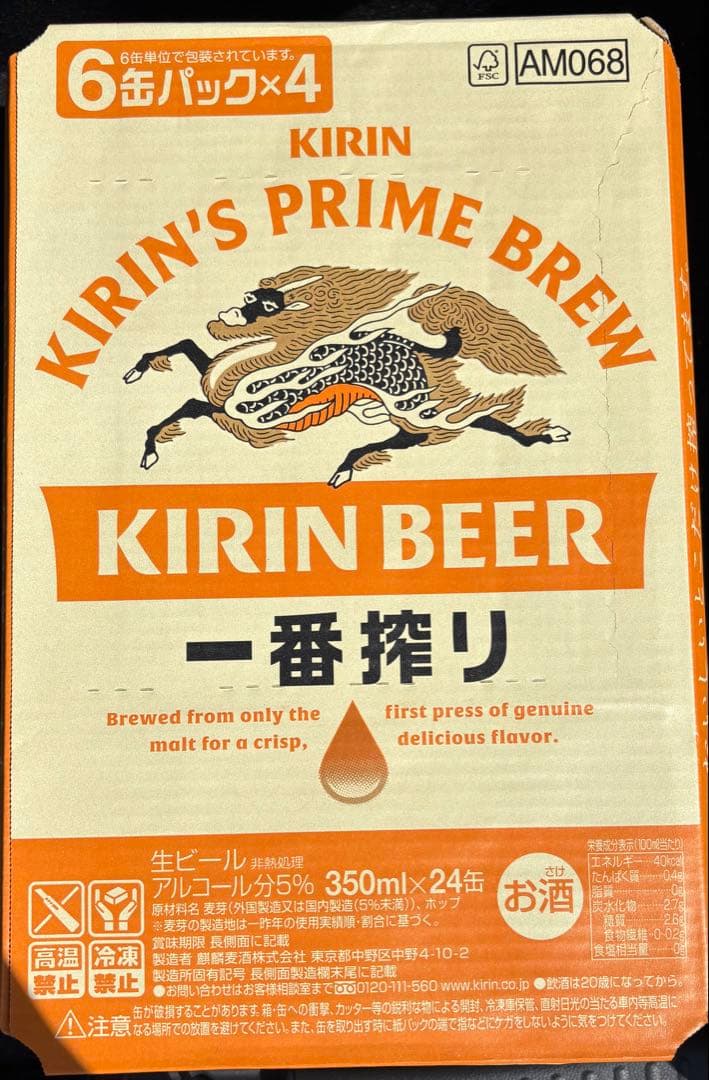 6缶単位で包装されています。
6缶パック×4
FSC
AM068
KIRIN
KIRIN'S PRIME BREW
KIRIN BEER
一番搾り
Brewed from only the first press of genuine
malt for a crisp, delicious flavor.
生ビール 非熱処理
アルコール分5% 350ml×24缶
原材料名 麦芽(外国製造又は国内製造(5%未満))、ホップ
※麦芽の製造地は一昨年の使用実績順・割合に基づく。
賞味期限 長側面に記載
製造者 麒麟麦酒株式会社 東京都中野区中野4-10-2
製造所固有記号 長側面製造欄末尾に記載
●お問い合わせはお客様相談室まで 0120-111-560 www.kirin.co.jp ●飲酒は20歳になってから。
さけ
お酒
栄養成分表示(100ml当たり)
エネルギー 40kcal
たんぱく質 0.4g
脂質 0g
炭水化物 2.7g
糖質 2.6g
食物繊維 0-0.2g
食塩相当量 0g
高温
禁止
冷凍
禁止
注意
缶が破損することがあります。箱・缶への衝撃、カッター等の鋭利な物による開封、冷凍庫保管、直射日光の当たる車内等高温に
なる場所での放置を避けてください。また、缶を取り出す時に紙パックの端で指などにケガをしないように気をつけてください。